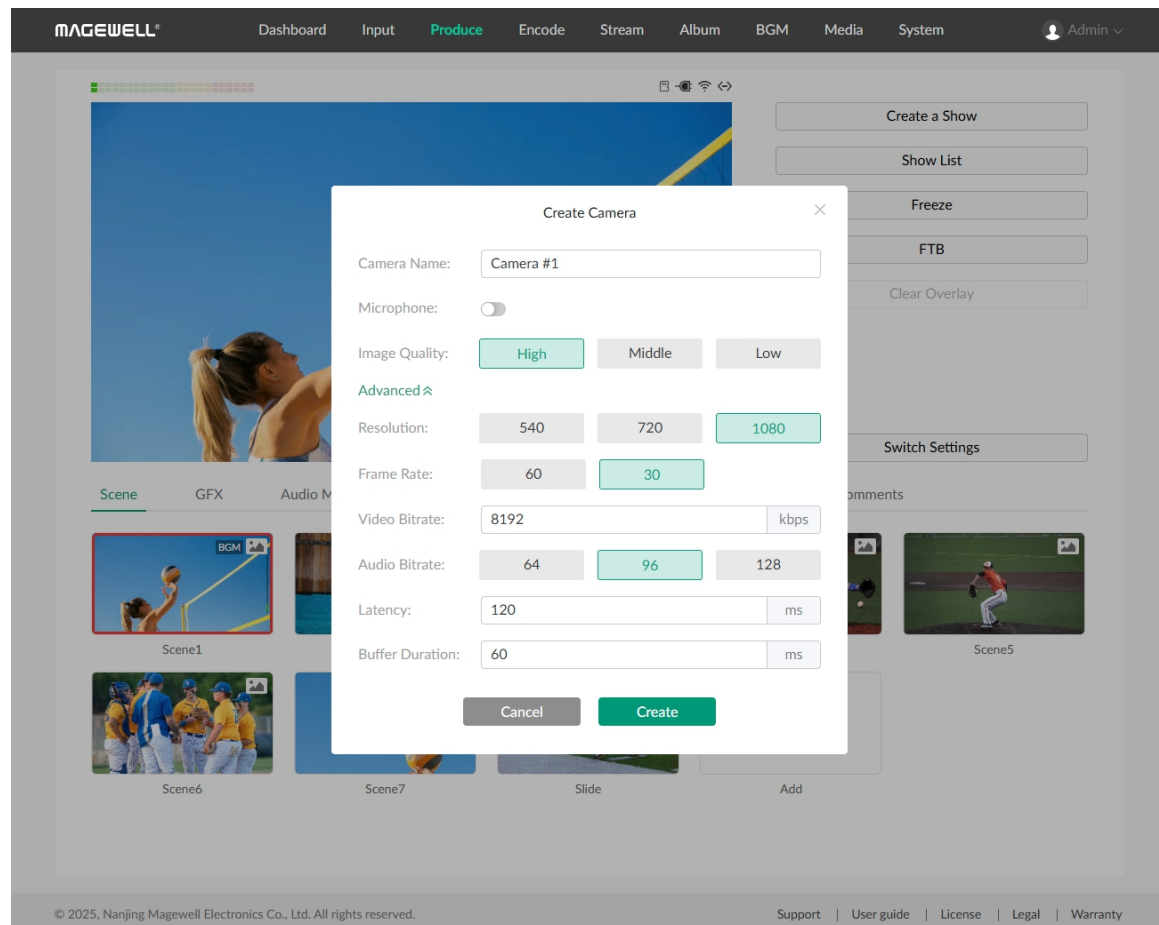 MAGEWELL®
Dashboard Input Produce Encode Stream Album BGM Media System Admin
Create a Show
Show List
Freeze
FTB
Clear Overlay
Switch Settings
Create Camera
Camera Name: Camera #1
Microphone:
Image Quality: High Middle Low
Advanced
Resolution: 540 720 1080
Frame Rate: 60 30
Video Bitrate: 8192 kbps
Audio Bitrate: 64 96 128
Latency: 120 ms
Buffer Duration: 60 ms
Cancel Create
Scene GFX Audio M omments
BGM
Scene1 Scene5
Scene6 Scene7 Slide Add
© 2025, Nanjing Magewell Electronics Co., Ltd. All rights reserved. Support | User guide | License | Legal | Warranty